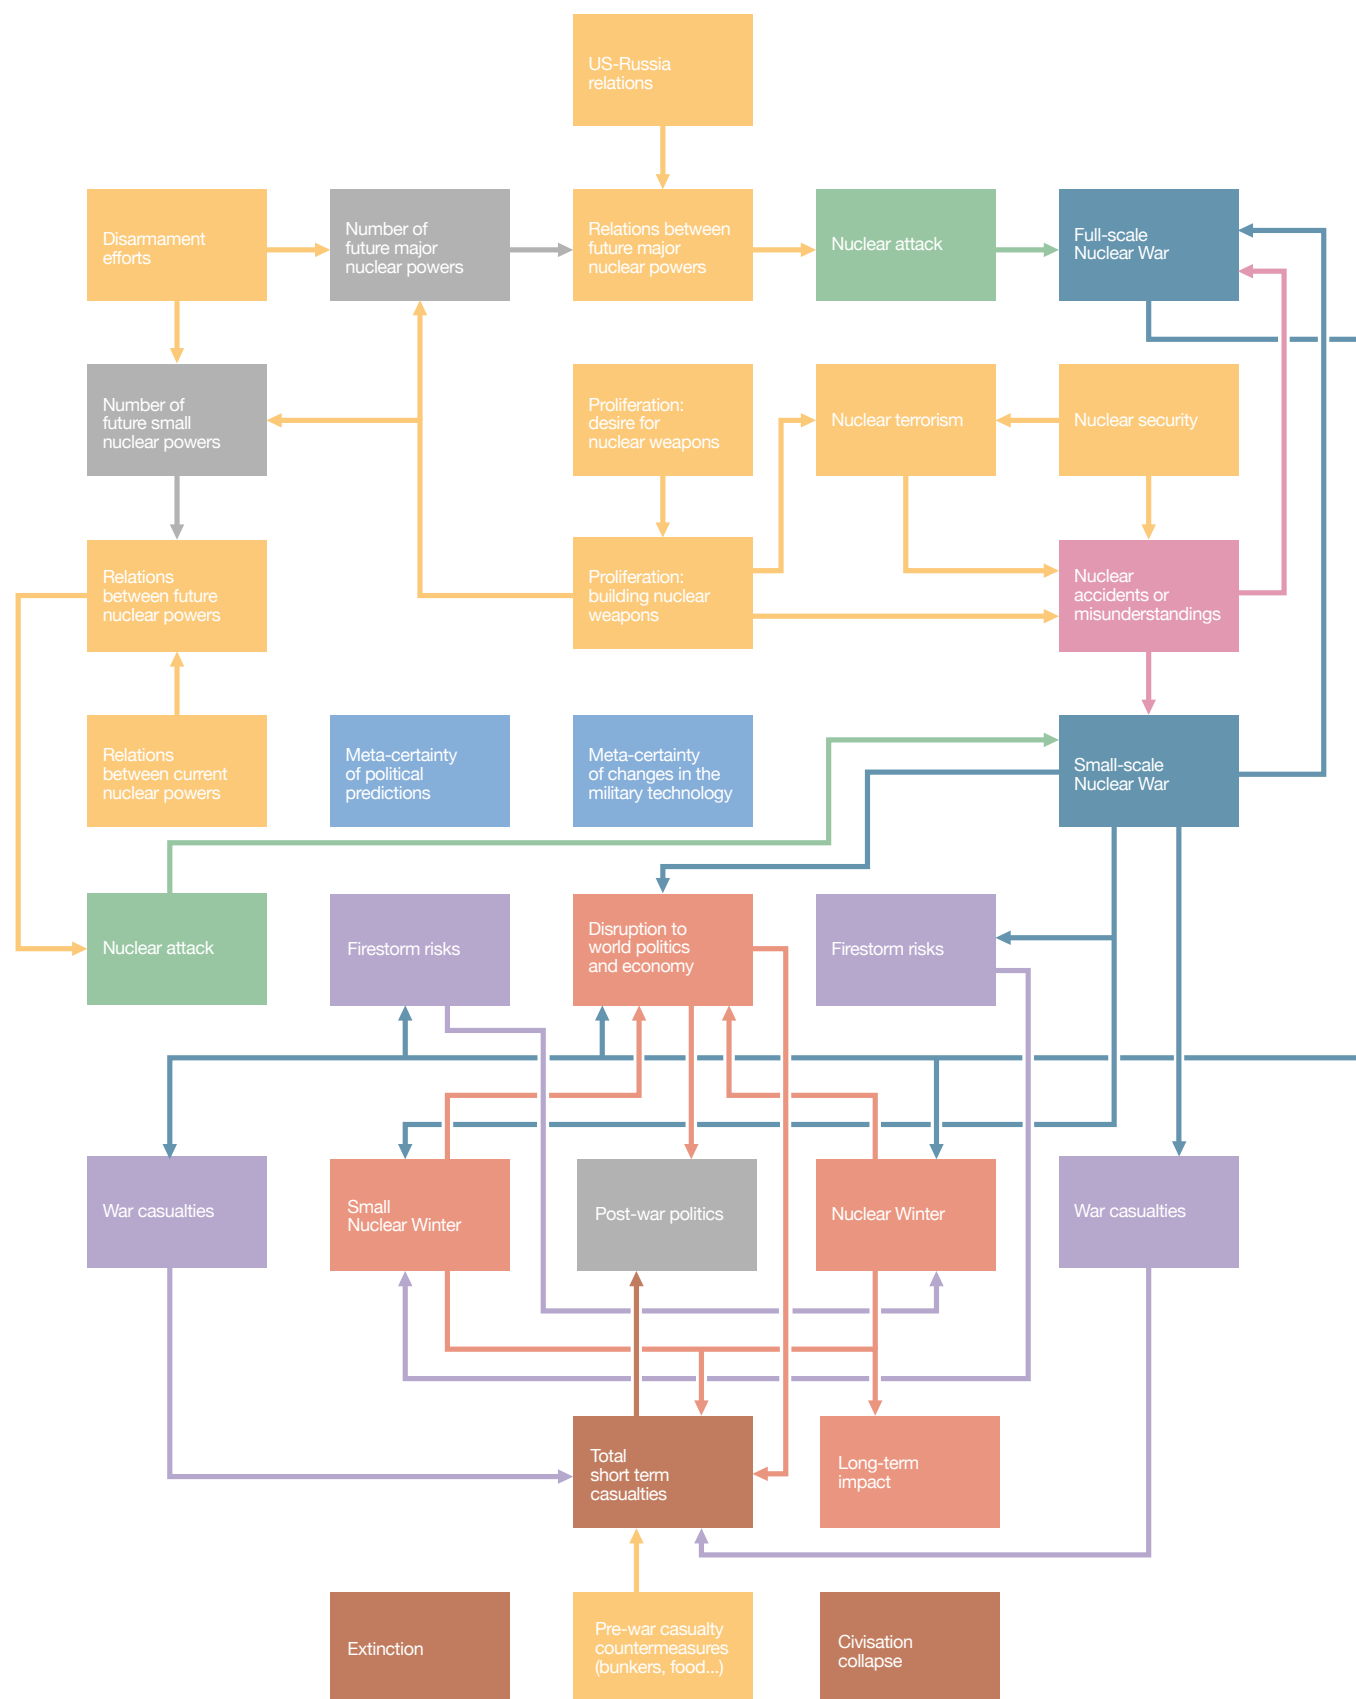 US-Russia
relations
Disarmament
efforts
Number of
future major
nuclear powers
Relations between
future major
nuclear powers
Nuclear attack
Full-scale
Nuclear War
Number of
future small
nuclear powers
Proliferation:
desire for
nuclear weapons
Nuclear terrorism
Nuclear security
Relations
between future
nuclear powers
Proliferation:
building nuclear
weapons
Nuclear
accidents or
misunderstandings
Relations
between current
nuclear powers
Meta-certainty
of political
predictions
Meta-certainty
of changes in the
military technology
Small-scale
Nuclear War
Nuclear attack
Firestorm risks
Disruption to
world politics
and economy
Firestorm risks
War casualties
Small
Nuclear Winter
Post-war politics
Nuclear Winter
War casualties
Total
short term
casualties
Long-term
impact
Extinction
Pre-war casualty
countermeasures
(bunkers, food...)
Civisation
collapse